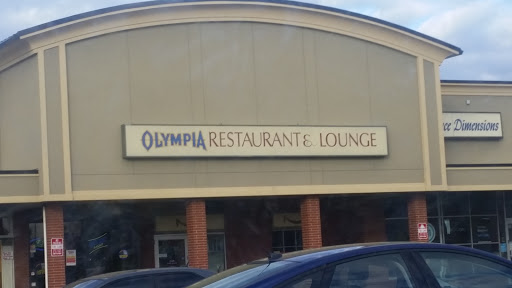 OLYMPIA RESTAURANT & LOUNGE
Dimensions